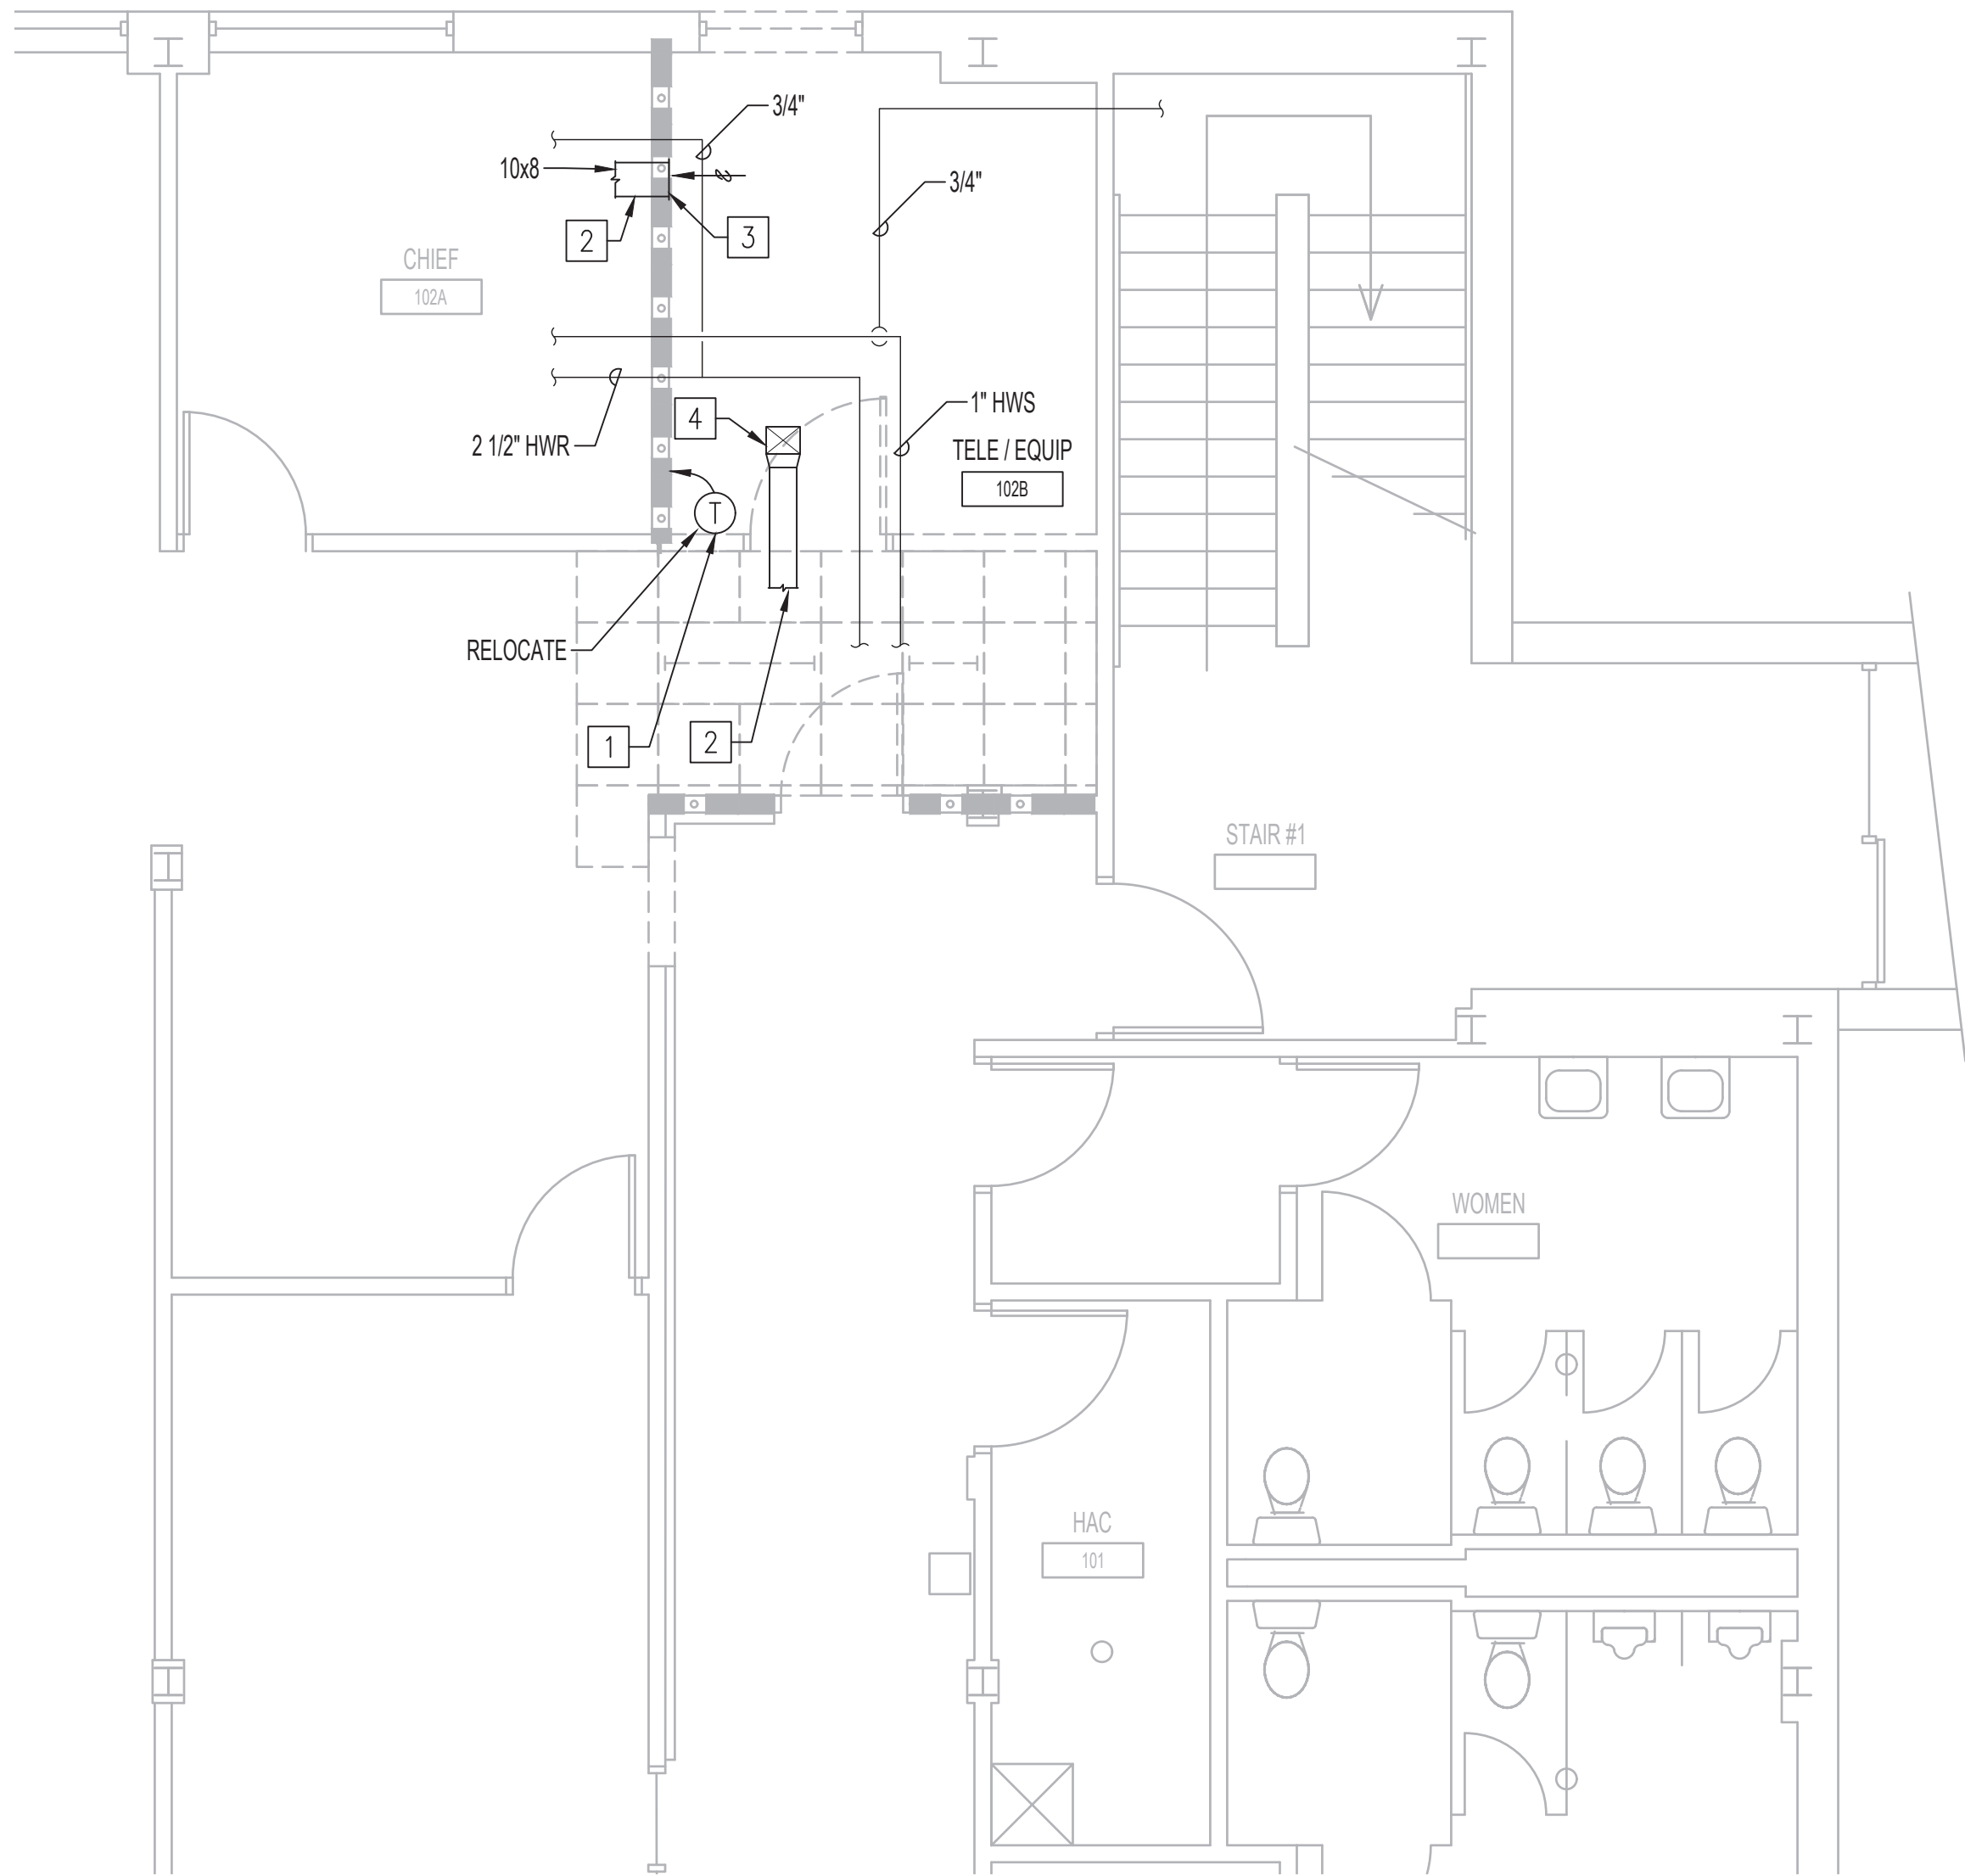 3/4"
10x8
3/4"
2
3
CHIEF
102A
4
1" HWS
2 1/2" HWR
TELE / EQUIP
102B
T
RELOCATE
1
2
STAIR #1
WOMEN
HAC
101